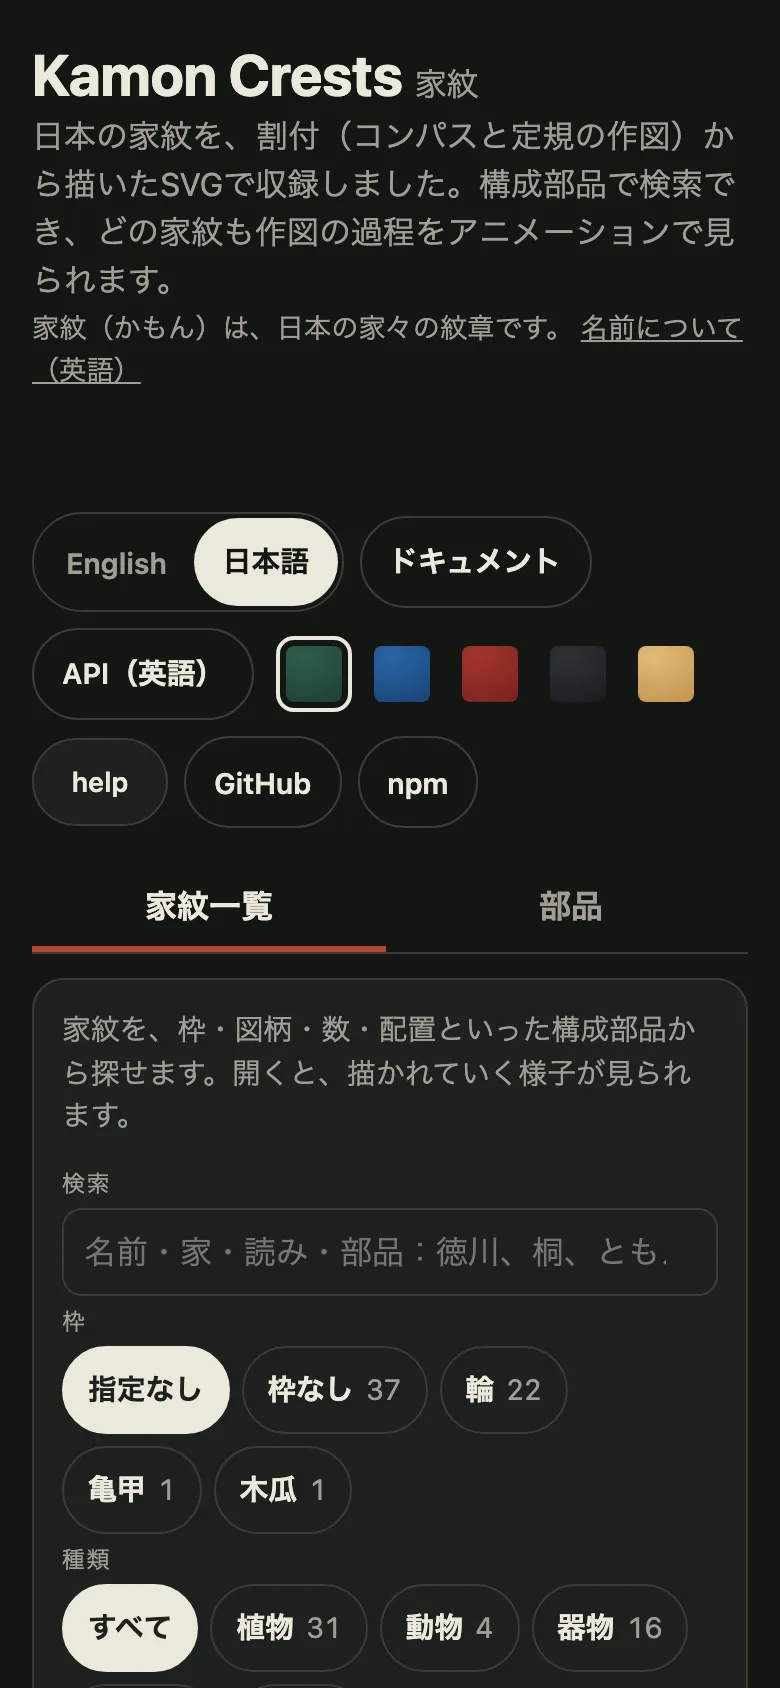 Kamon Crests 家紋
日本の家紋を、割付（コンパスと定規の作図）か
ら描いたSVGで収録しました。構成部品で検索で
き、どの家紋も作図の過程をアニメーションで見
られます。
家紋（かもん）は、日本の家々の紋章です。 名前について
（英語）
English 日本語 ドキュメント
API（英語）
help GitHub npm
家紋一覧 部品
家紋を、枠・図柄・数・配置といった構成部品か
ら探せます。開くと、描かれていく様子が見られ
ます。
検索
名前・家・読み・部品：徳川、桐、とも
枠
指定なし 枠なし 37 輪 22
亀甲 1 木瓜 1
種類
すべて 植物 31 動物 4 器物 16